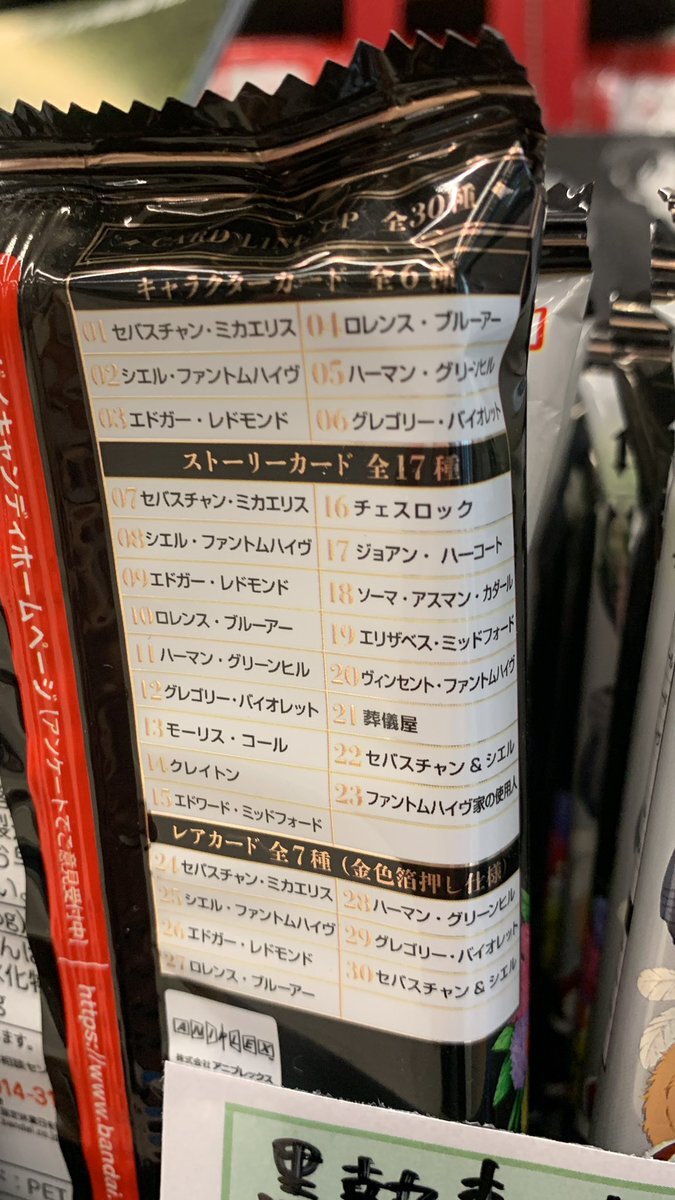 CARD LINE UP 全30種
キャラクターカード 全6種
01 セバスチャン・ミカエリス
02 シエル・ファントムハイヴ
03 エドガー・レドモンド
04 ロレンス・ブルーアー
05 ハーマン・グリーンヒル
06 グレゴリー・バイオレット
ストーリーカード 全17種
07 セバスチャン・ミカエリス
08 シエル・ファントムハイヴ
09 エドガー・レドモンド
10 ロレンス・ブルーアー
11 ハーマン・グリーンヒル
12 グレゴリー・バイオレット
13 モーリス・コール
14 クレイトン
15 エドワード・ミッドフォード
16 チェスロック
17 ジョアン・ハーコート
18 ソーマ・アスマン・カダール
19 エリザベス・ミッドフォード
20 ヴィンセント・ファントムハイヴ
21 葬儀屋
22 セバスチャン & シエル
23 ファントムハイヴ家の使用人
レアカード 全7種（金色箔押し仕様）
24 セバスチャン・ミカエリス
25 シエル・ファントムハイヴ
26 エドガー・レドモンド
27 ロレンス・ブルーアー
28 ハーマン・グリーンヒル
29 グレゴリー・バイオレット
30 セバスチャン & シエル
ANIPLEX
株式会社アニプレックス
キャンディホームページ[アンケートでご意見受付中]
https://www.bandai
PET
黒執事